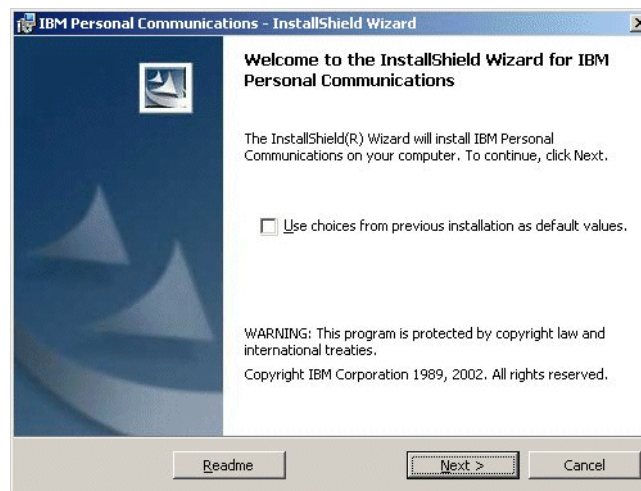 IBM Personal Communications - InstallShield Wizard
Welcome to the InstallShield Wizard for IBM
Personal Communications
The InstallShield(R) Wizard will install IBM Personal
Communications on your computer. To continue, click Next.
Use choices from previous installation as default values.
WARNING: This program is protected by copyright law and
international treaties.
Copyright IBM Corporation 1989, 2002. All rights reserved.
Readme
Next >
Cancel